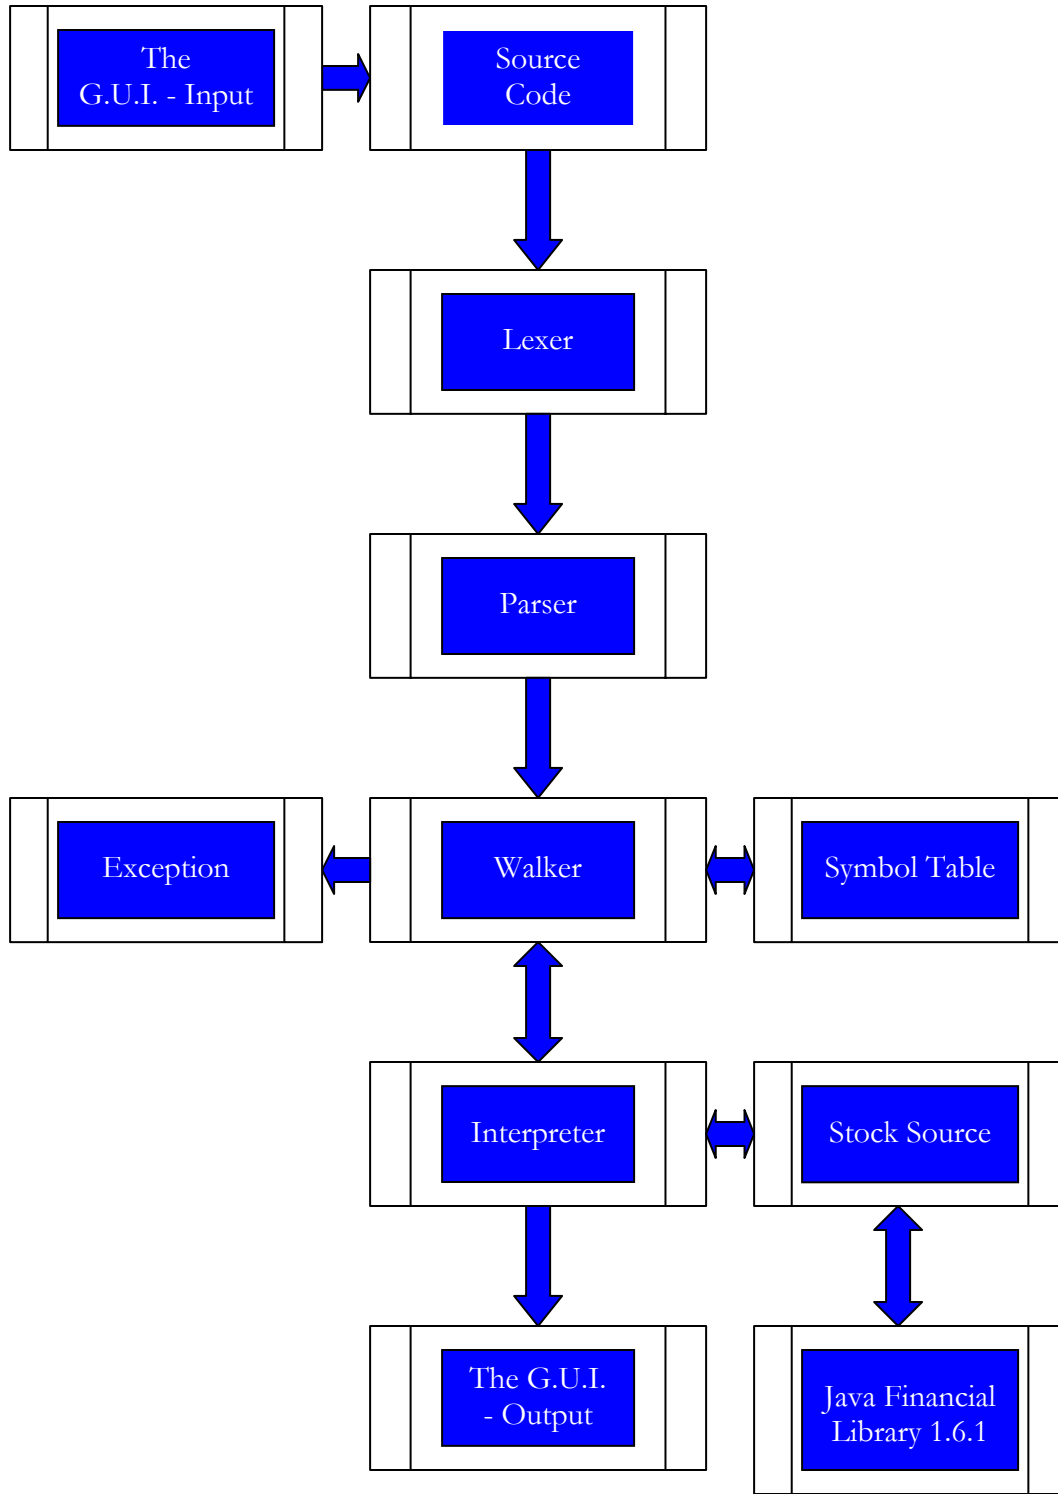 The
G.U.I. - Input
Source
Code
Lexer
Parser
Exception
Walker
Symbol Table
Interpreter
Stock Source
The G.U.I.
- Output
Java Financial
Library 1.6.1